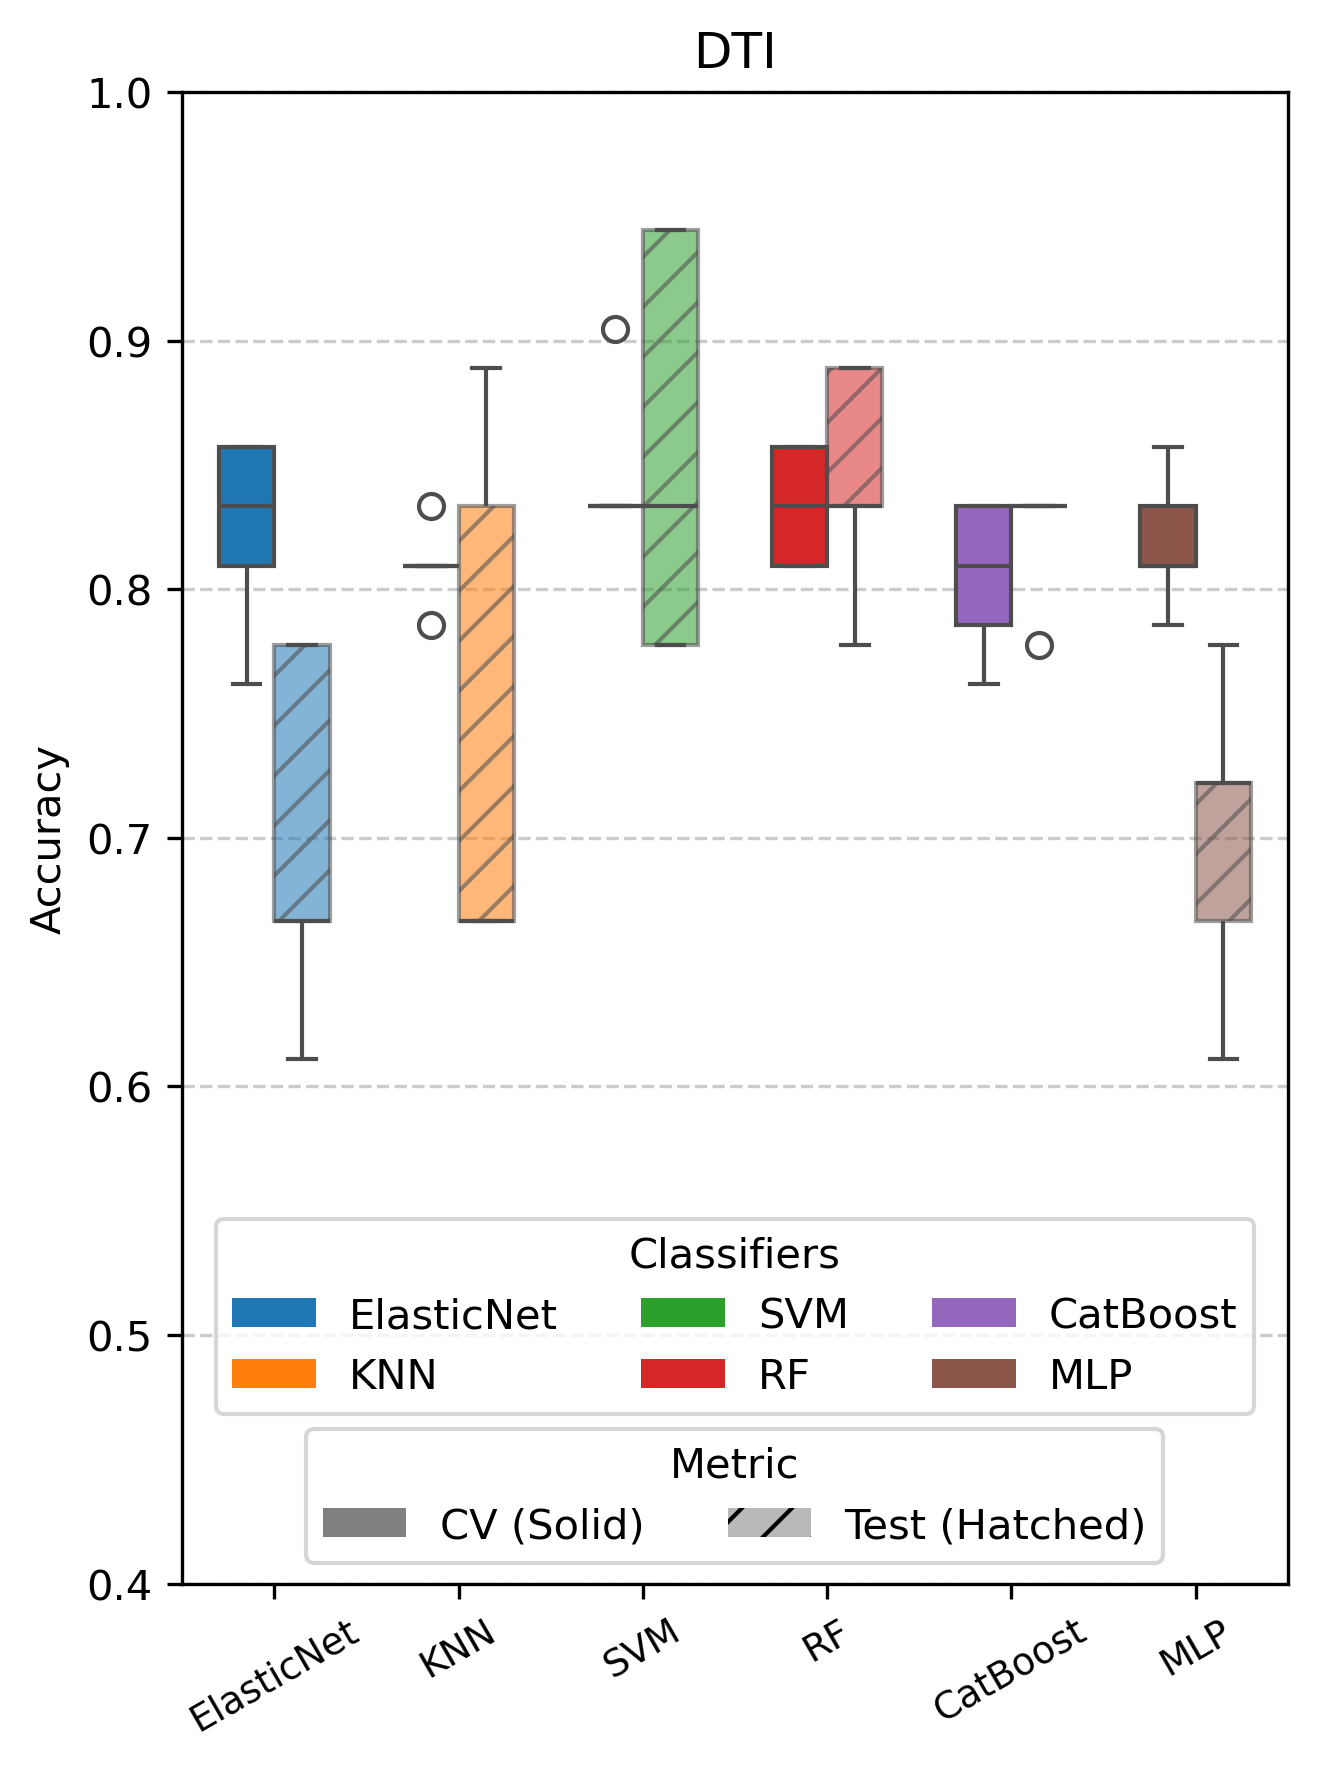 DTI
1.0
0.9
0.8
0.7
0.6
0.5
0.4
Accuracy
Classifiers
ElasticNet SVM CatBoost
KNN RF MLP
Metric
CV (Solid) Test (Hatched)
ElasticNet KNN SVM RF CatBoost MLP